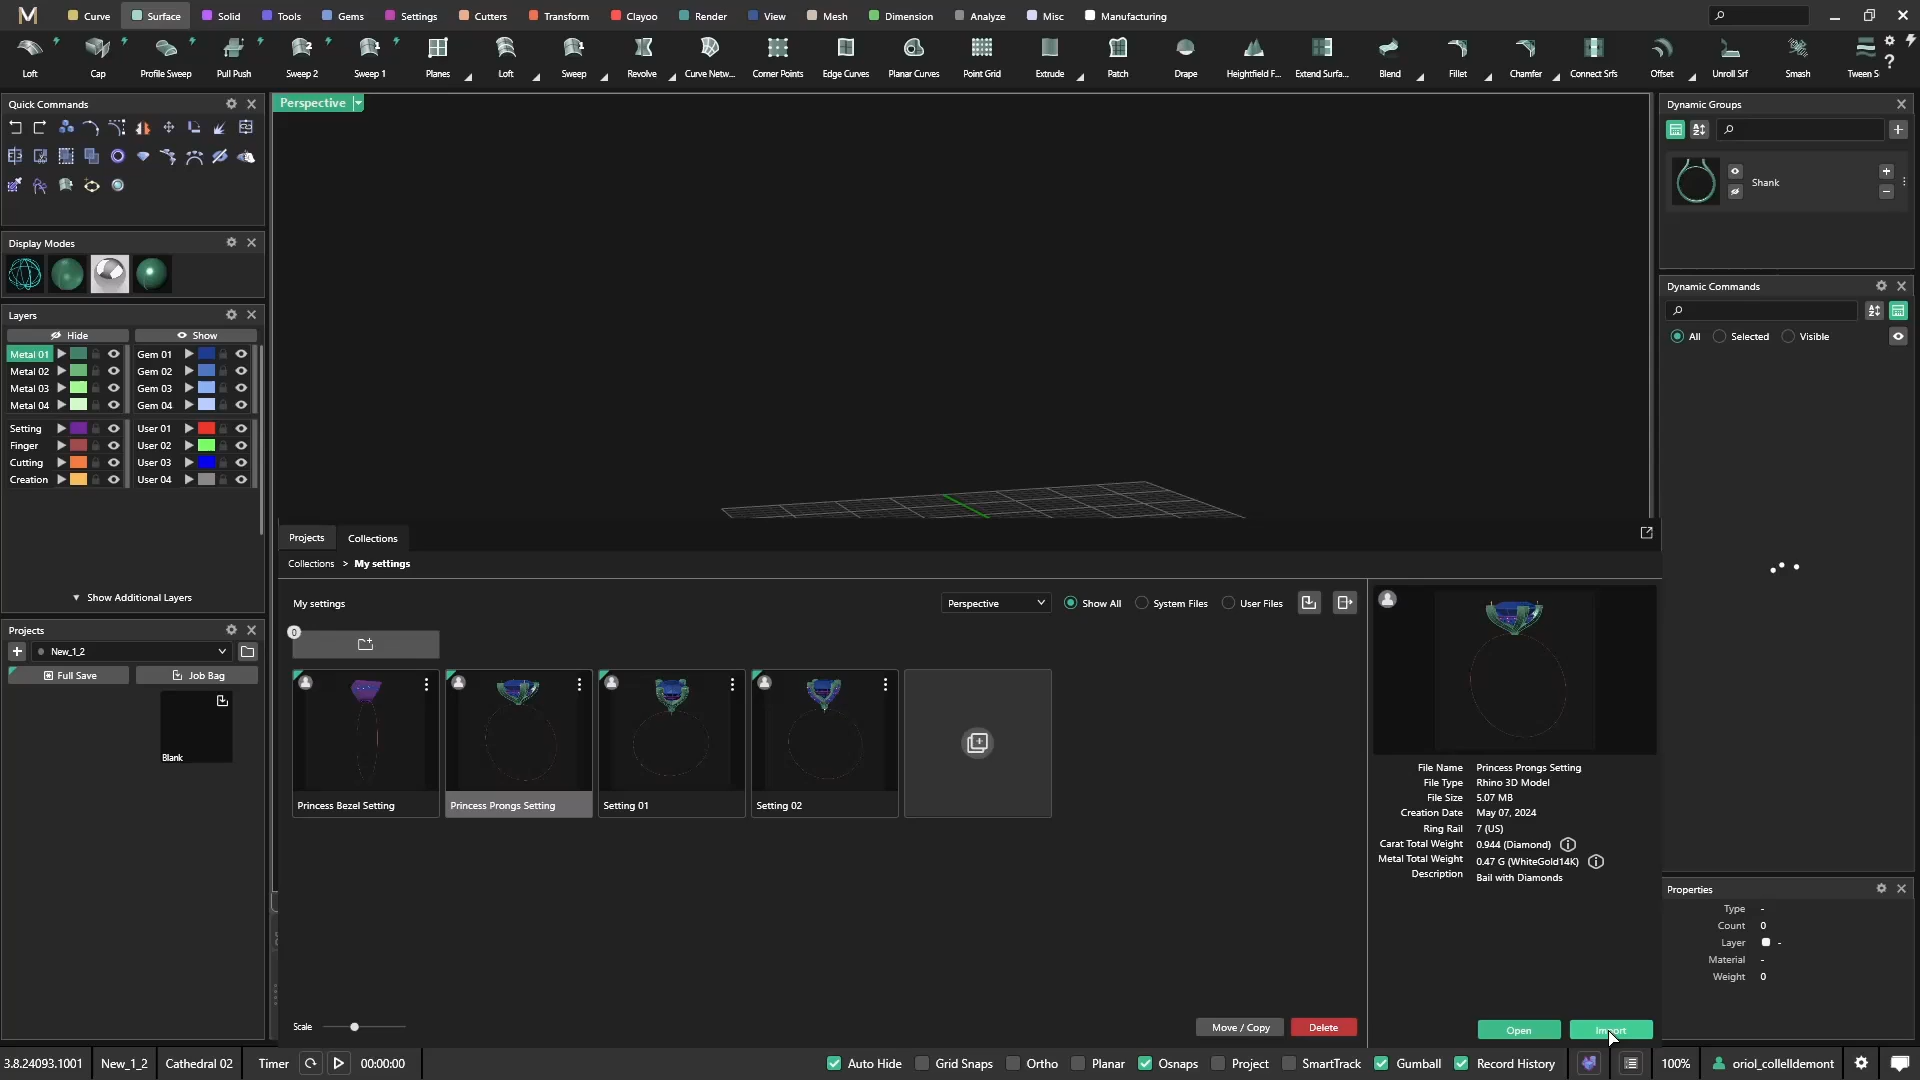 M Curve Surface Solid Tools Gems Settings Cutters Transform Clayoo Render View Mesh Dimension Analyze Misc Manufacturing
Loft Cap Profile Sweep Pull Push Sweep 2 Sweep 1 Planes Loft Sweep Revolve Curve Netw... Corner Points Edge Curves Planar Curves Point Grid Extrude Patch Drape Heightfield F... Extend Surfa... Blend Fillet Chamfer Connect Srfs Offset Unroll Srf Smash Tween S
Quick Commands
Display Modes
Layers
Hide Show
Metal 01 Gem 01
Metal 02 Gem 02
Metal 03 Gem 03
Metal 04 Gem 04
Setting User 01
Finger User 02
Cutting User 03
Creation User 04
Show Additional Layers
Projects
New_1_2
Full Save Job Bag
Blank
Perspective
Projects Collections
Collections > My settings
My settings Perspective Show All System Files User Files
0
Princess Bezel Setting Princess Prongs Setting Setting 01 Setting 02
File Name Princess Prongs Setting
File Type Rhino 3D Model
File Size 5.07 MB
Creation Date May 07, 2024
Ring Rail 7 (US)
Carat Total Weight 0.944 (Diamond)
Metal Total Weight 0.47 G (WhiteGold14K)
Description Bail with Diamonds
Scale Move / Copy Delete Open Import
Dynamic Groups
Shank
Dynamic Commands
All Selected Visible
Properties
Type -
Count 0
Layer -
Material -
Weight 0
3.8.24093.1001 New_1_2 Cathedral 02 Timer 00:00:00 Auto Hide Grid Snaps Ortho Planar Osnaps Project SmartTrack Gumball Record History 100% oriol_collelldemont